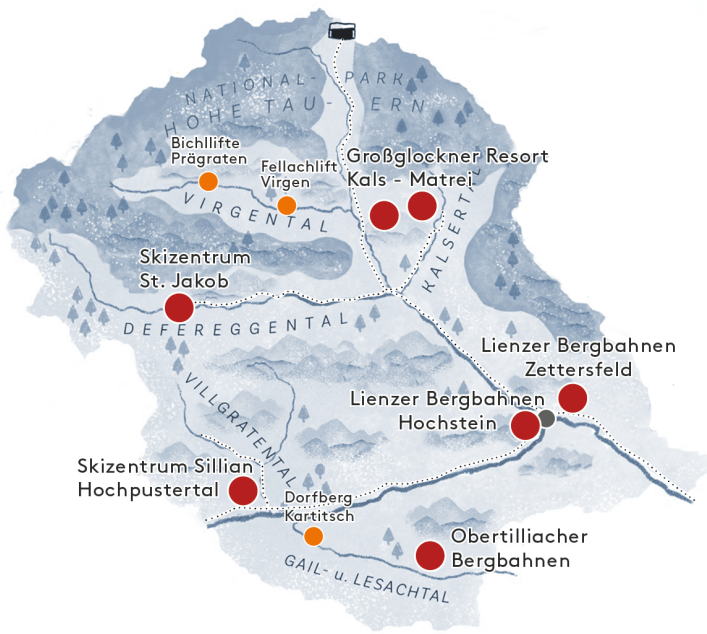 NATIONAL- PARK
HOHE TAU- ERN
Bichllifte
Prägraten
Fellachlift
Virgen
Großglockner Resort
Kals - Matrei
VIRGENTAL
KALSERTAL
Skizentrum
St. Jakob
DEFEREGGENTAL
Lienzer Bergbahnen
Zettersfeld
Lienzer Bergbahnen
Hochstein
VILLGRATENTAL
Skizentrum Sillian
Hochpustertal
Dorfberg
Kartitsch
Obertilliacher
Bergbahnen
GAIL- u. LESACHTAL